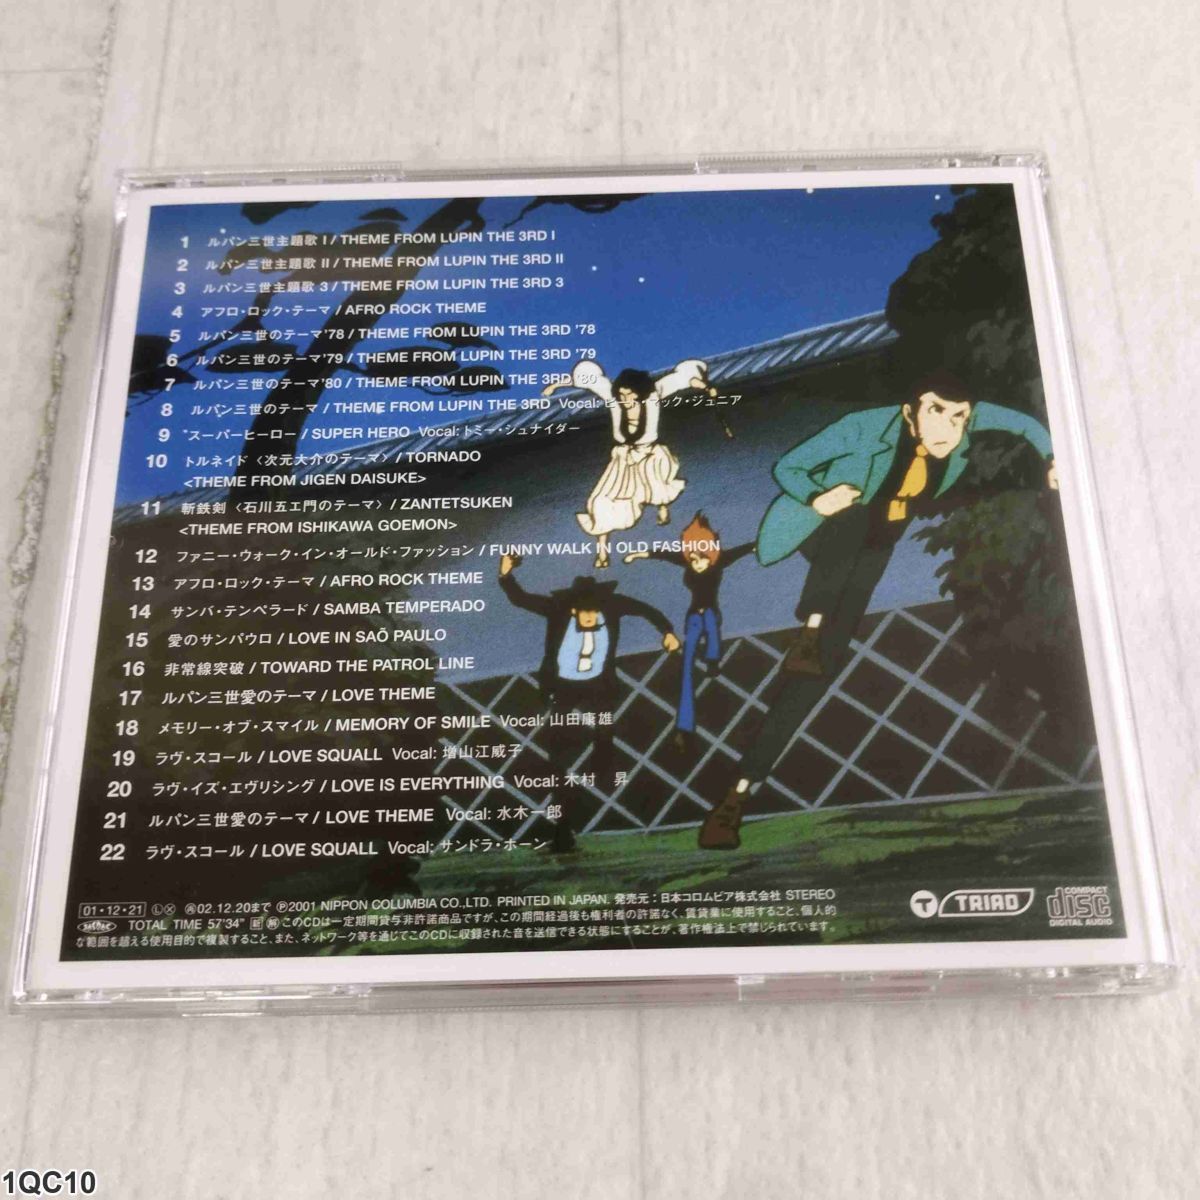 1 ルパン三世主題歌 I / THEME FROM LUPIN THE 3RD I
2 ルパン三世主題歌 II / THEME FROM LUPIN THE 3RD II
3 ルパン三世主題歌 3 / THEME FROM LUPIN THE 3RD 3
4 アフロ・ロック・テーマ / AFRO ROCK THEME
5 ルパン三世のテーマ'78 / THEME FROM LUPIN THE 3RD '78
6 ルパン三世のテーマ'79 / THEME FROM LUPIN THE 3RD '79
7 ルパン三世のテーマ'80 / THEME FROM LUPIN THE 3RD '80
8 ルパン三世のテーマ / THEME FROM LUPIN THE 3RD Vocal: ピート・マック・ジュニア
9 スーパーヒーロー / SUPER HERO Vocal: トミー・シュナイダー
10 トルネイド〈次元大介のテーマ〉/ TORNADO
<THEME FROM JIGEN DAISUKE>
11 斬鉄剣〈石川五エ門のテーマ〉/ ZANTETSUKEN
<THEME FROM ISHIKAWA GOEMON>
12 ファニー・ウォーク・イン・オールド・ファッション / FUNNY WALK IN OLD FASHION
13 アフロ・ロック・テーマ / AFRO ROCK THEME
14 サンバ・テンペラード / SAMBA TEMPERADO
15 愛のサンパウロ / LOVE IN SAÕ PAULO
16 非常線突破 / TOWARD THE PATROL LINE
17 ルパン三世愛のテーマ / LOVE THEME
18 メモリー・オブ・スマイル / MEMORY OF SMILE Vocal: 山田康雄
19 ラヴ・スコール / LOVE SQUALL Vocal: 増山江威子
20 ラヴ・イズ・エヴリシング / LOVE IS EVERYTHING Vocal: 木村 昇
21 ルパン三世愛のテーマ / LOVE THEME Vocal: 水木一郎
22 ラヴ・スコール / LOVE SQUALL Vocal: サンドラ・ホーン
01・12・21 Ⓛ Ⓧ 再02.12.20まで Ⓟ2001 NIPPON COLUMBIA CO.,LTD. PRINTED IN JAPAN. 発売元：日本コロムビア株式会社 STEREO
TOTAL TIME 57'34" このCDは一定期間貸与非許諾商品ですが、この期間経過後も権利者の許諾なく、賃貸業に使用すること、個人的
な範囲を超える使用目的で複製すること、また、ネットワーク等を通じてこのCDに収録された音を送信できる状態にすることが、著作権法上で禁じられています。
T TRIAD
COMPACT
disc
DIGITAL AUDIO
1QC10